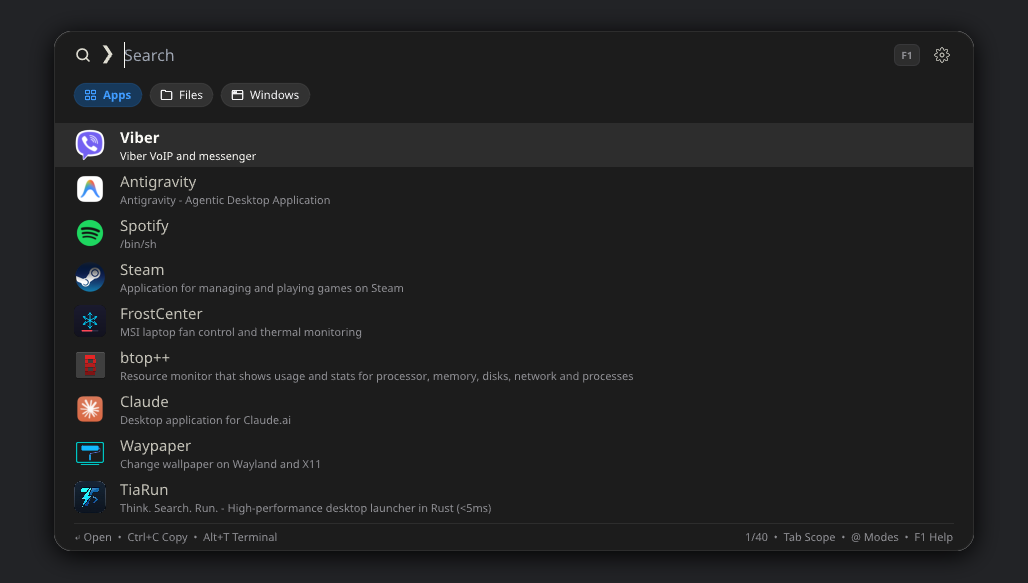 ❯ Search F1
Apps Files Windows
Viber
Viber VoIP and messenger
Antigravity
Antigravity - Agentic Desktop Application
Spotify
/bin/sh
Steam
Application for managing and playing games on Steam
FrostCenter
MSI laptop fan control and thermal monitoring
btop++
Resource monitor that shows usage and stats for processor, memory, disks, network and processes
Claude
Desktop application for Claude.ai
Waypaper
Change wallpaper on Wayland and X11
TiaRun
Think. Search. Run. - High-performance desktop launcher in Rust (<5ms)
↲ Open • Ctrl+C Copy • Alt+T Terminal 1/40 • Tab Scope • @ Modes • F1 Help